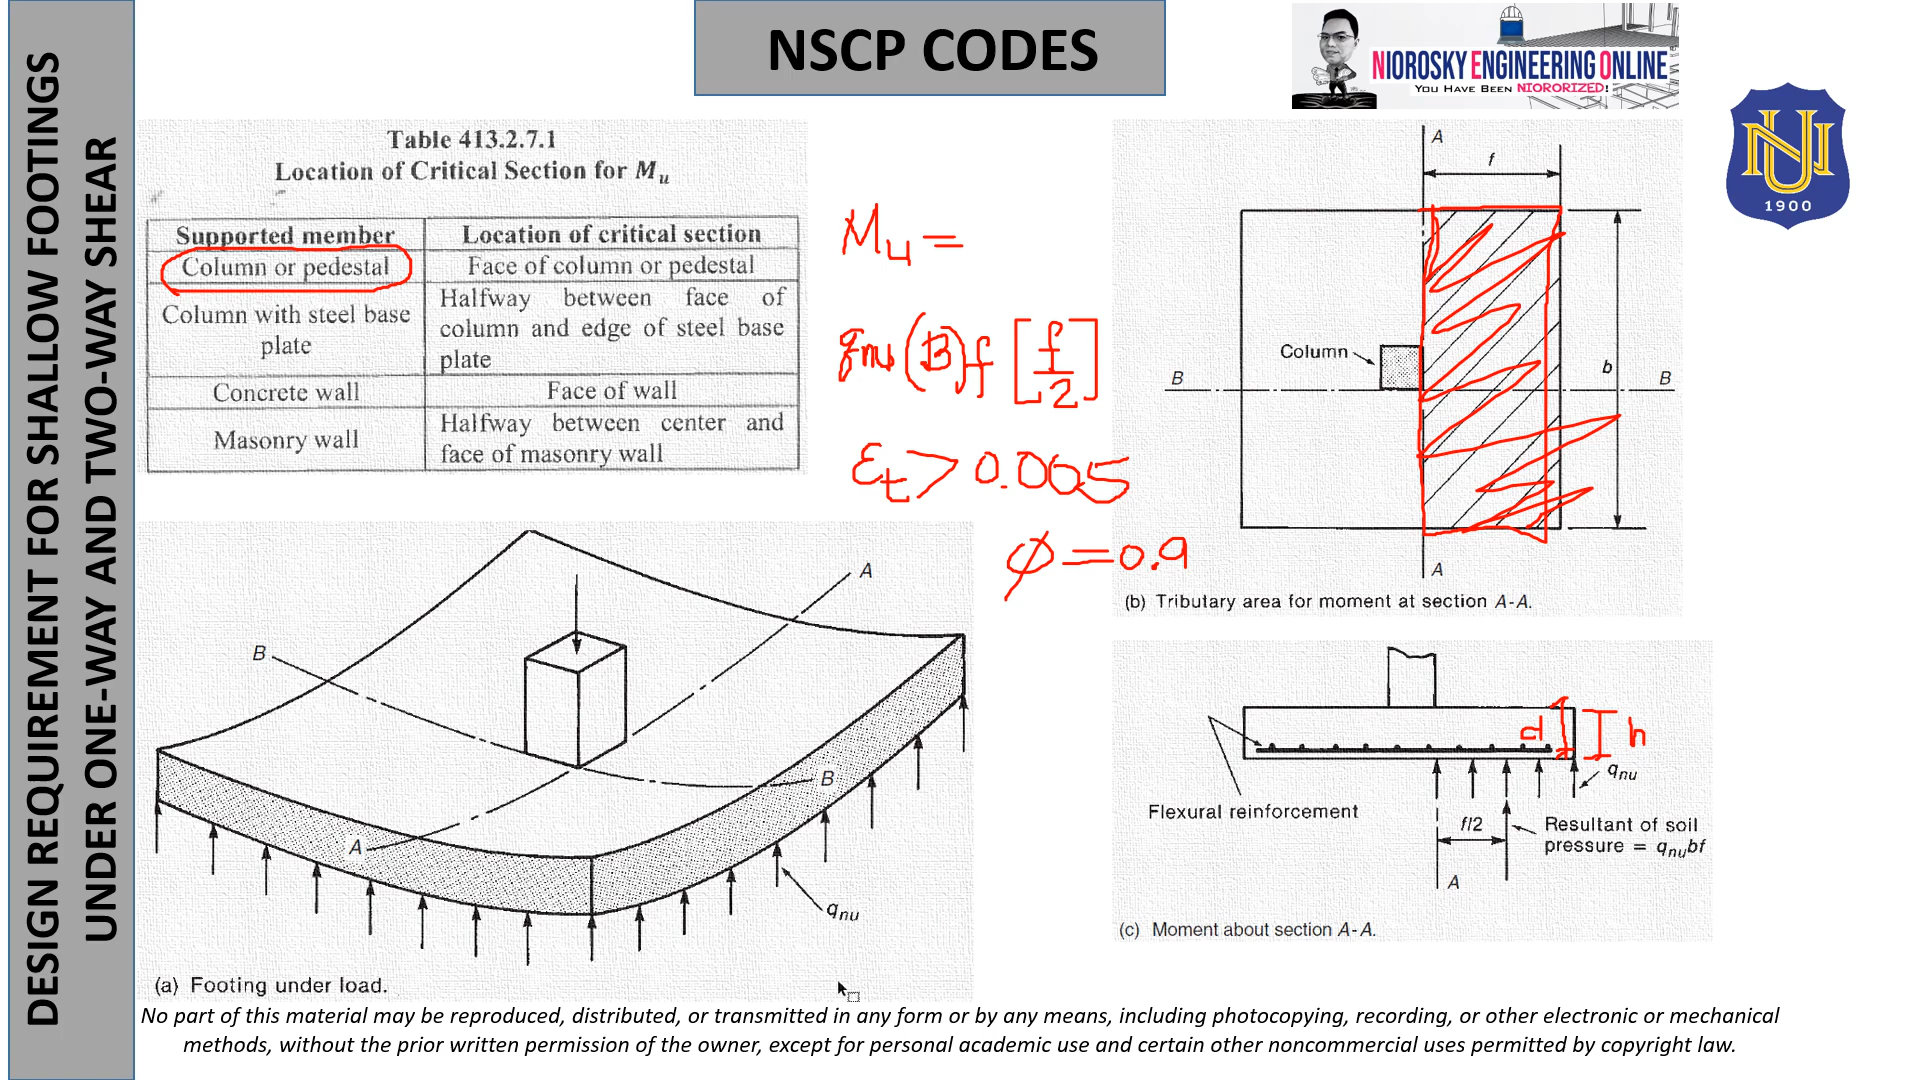 DESIGN REQUIREMENT FOR SHALLOW FOOTINGS
UNDER ONE-WAY AND TWO-WAY SHEAR
NSCP CODES
NIOROSKY ENGINEERING ONLINE
YOU HAVE BEEN NIORORIZED!
NU
1900
Table 413.2.7.1
Location of Critical Section for Mu
Supported member Location of critical section
Column or pedestal Face of column or pedestal
Column with steel base plate Halfway between face of
column and edge of steel base
plate
Concrete wall Face of wall
Masonry wall Halfway between center and
face of masonry wall
Mu =
qnu (B) f [f/2]
εt > 0.005
φ = 0.9
A
f
Column
B
B
b
A
(b) Tributary area for moment at section A-A.
A
B
B
A
qnu
(a) Footing under load.
d
h
qnu
Flexural reinforcement
f/2
Resultant of soil
pressure = qnubf
A
(c) Moment about section A-A.
No part of this material may be reproduced, distributed, or transmitted in any form or by any means, including photocopying, recording, or other electronic or mechanical
methods, without the prior written permission of the owner, except for personal academic use and certain other noncommercial uses permitted by copyright law.